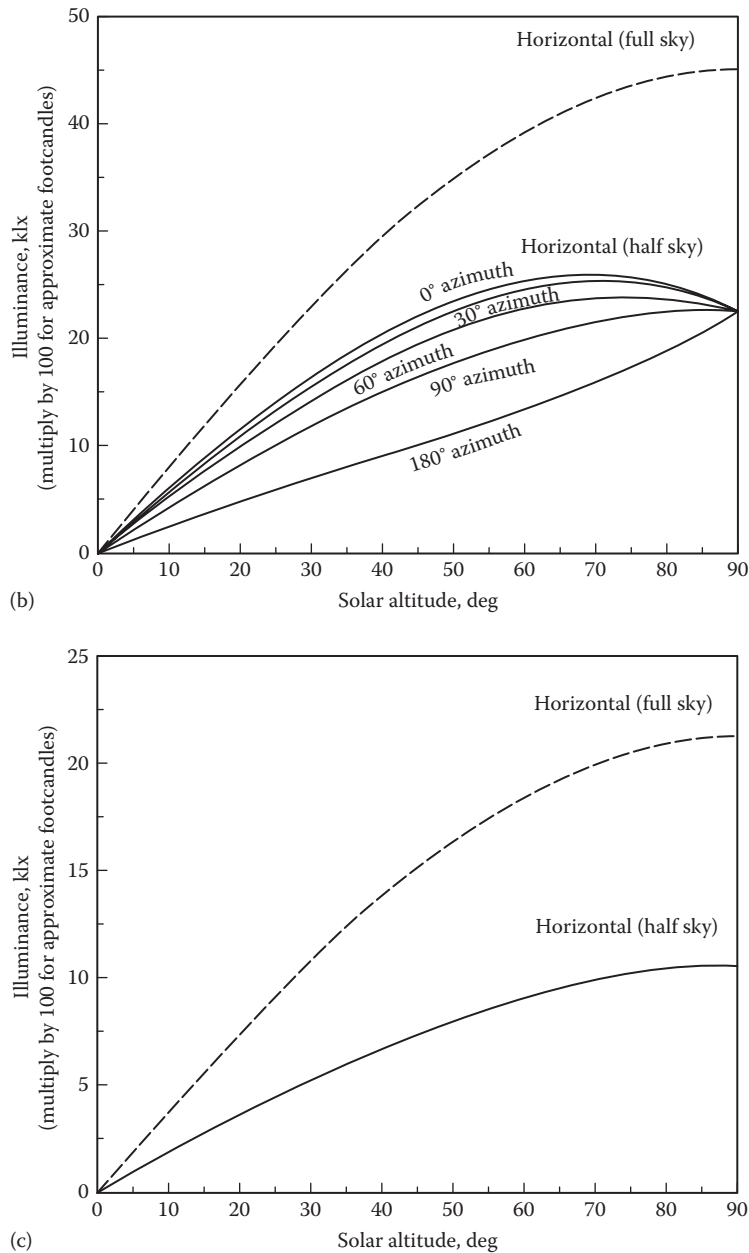 50
40
30
20
10
0
Illuminance, klx
(multiply by 100 for approximate footcandles)
Horizontal (full sky)
Horizontal (half sky)
0° azimuth
30° azimuth
60° azimuth
90° azimuth
180° azimuth
0 10 20 30 40 50 60 70 80 90
(b)
Solar altitude, deg
25
20
15
10
5
0
Illuminance, klx
(multiply by 100 for approximate footcandles)
Horizontal (full sky)
Horizontal (half sky)
0 10 20 30 40 50 60 70 80 90
(c)
Solar altitude, deg